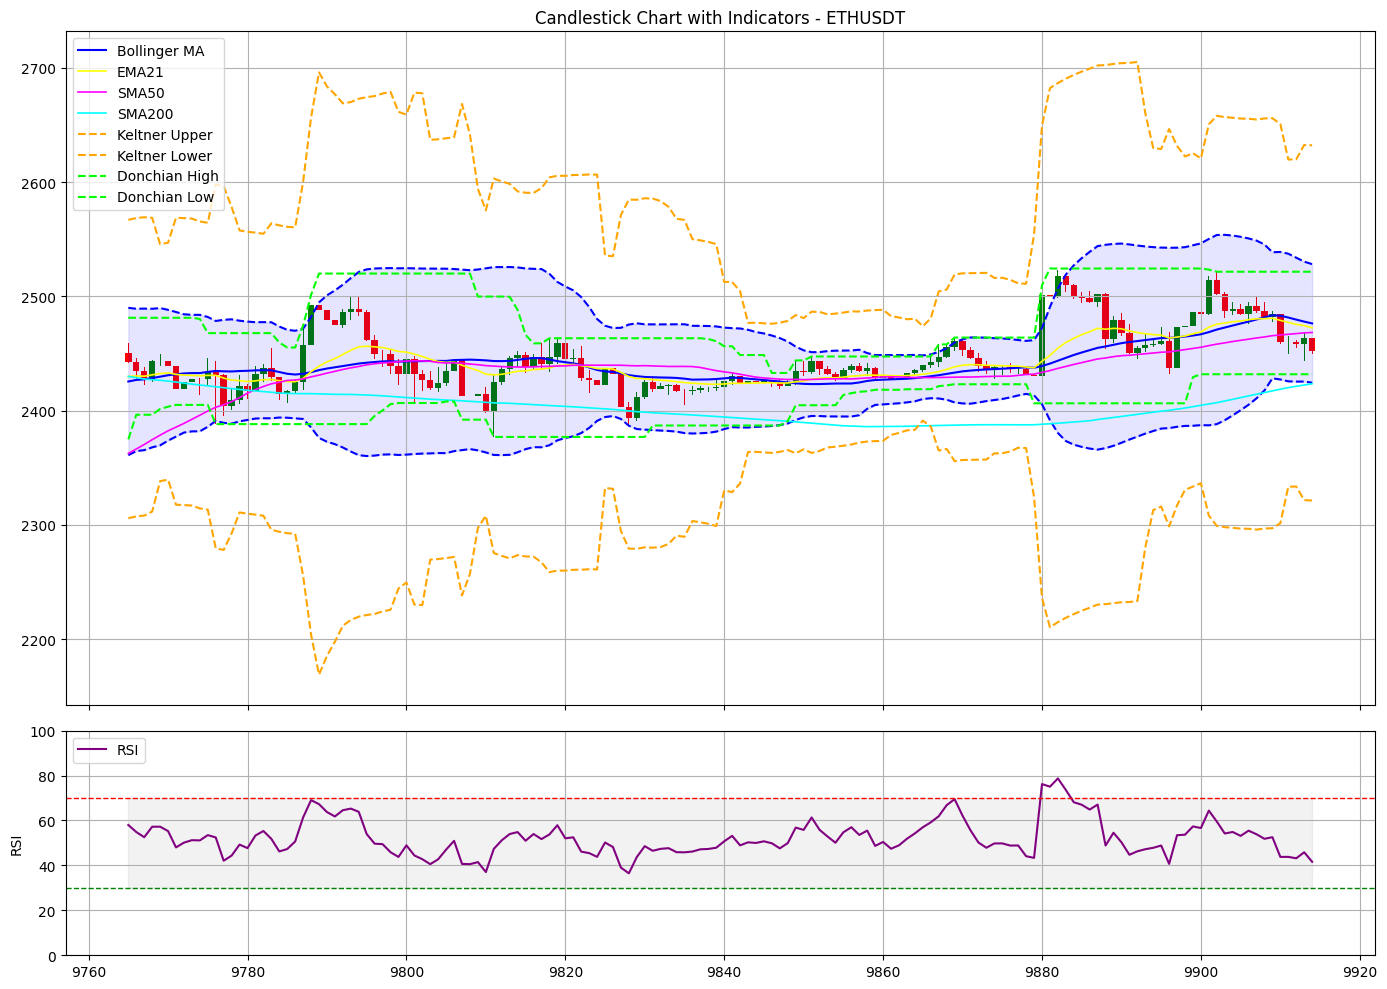 Candlestick Chart with Indicators - ETHUSDT
Bollinger MA
EMA21
SMA50
SMA200
Keltner Upper
Keltner Lower
Donchian High
Donchian Low
2700
2600
2500
2400
2300
2200
RSI
100
80
60
40
20
0
RSI
9760
9780
9800
9820
9840
9860
9880
9900
9920